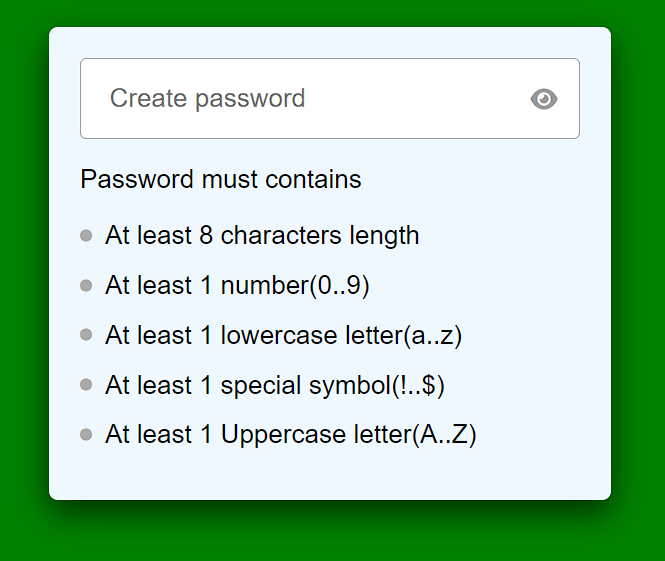 Create password
Password must contains
At least 8 characters length
At least 1 number(0..9)
At least 1 lowercase letter(a..z)
At least 1 special symbol(!..$)
At least 1 Uppercase letter(A..Z)